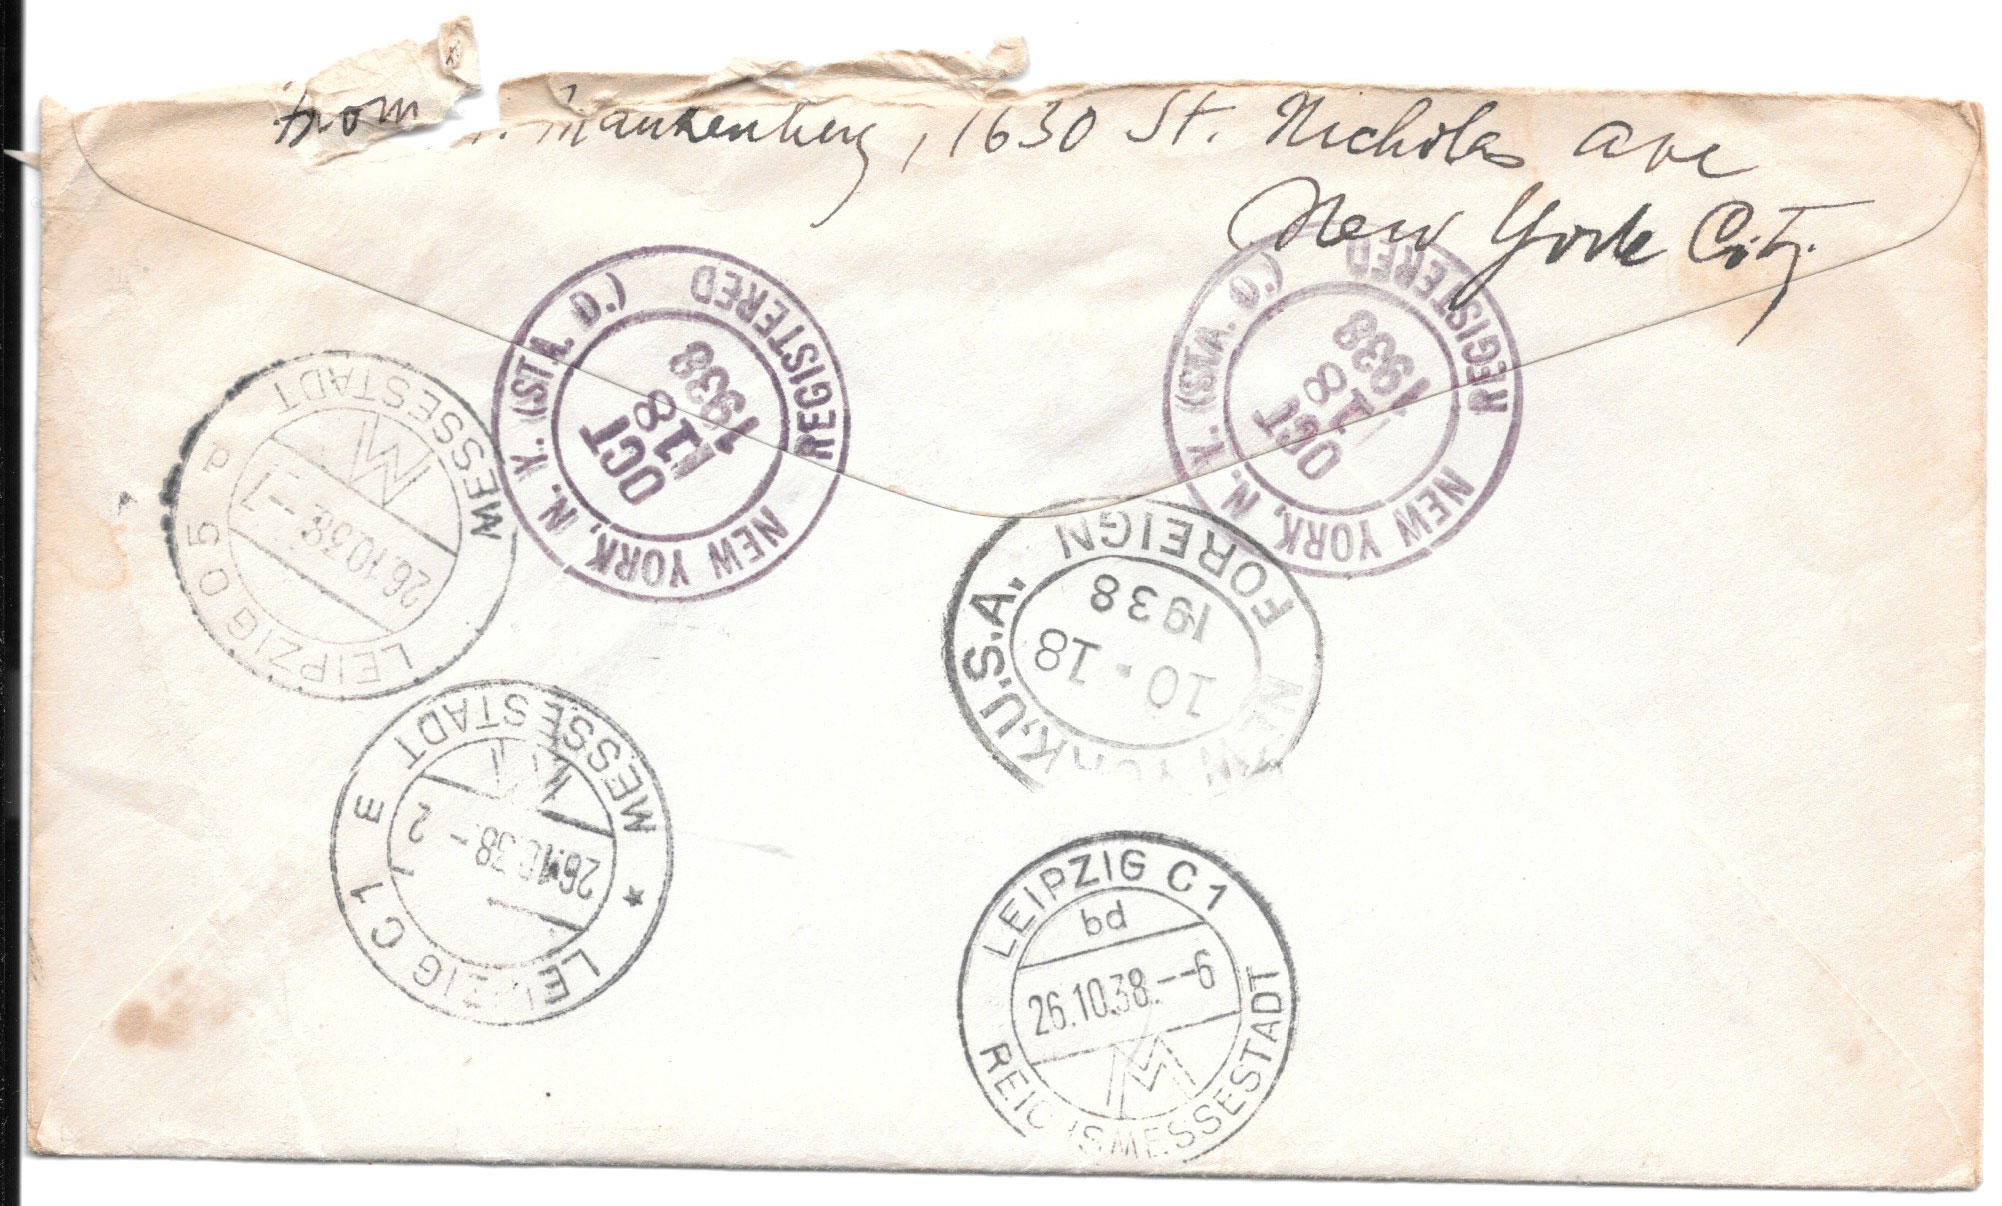 from
Mankenberg, 1630 St. Nicholas Ave
New York City.
NEW YORK, N. Y. (STA. O.)
REGISTERED
OCT
18
1938
NEW YORK, N. Y. (STA. O.)
REGISTERED
OCT
18
1938
LEIPZIG C 5 P
MESSESTADT
26.10.38.--7
NEW YORK, U.S.A.
FOREIGN
10-18
1938
LEIPZIG C 1 E
MESSESTADT
26.10.38.-12
LEIPZIG C 1
bd
26.10.38.--6
REICHSMESSESTADT